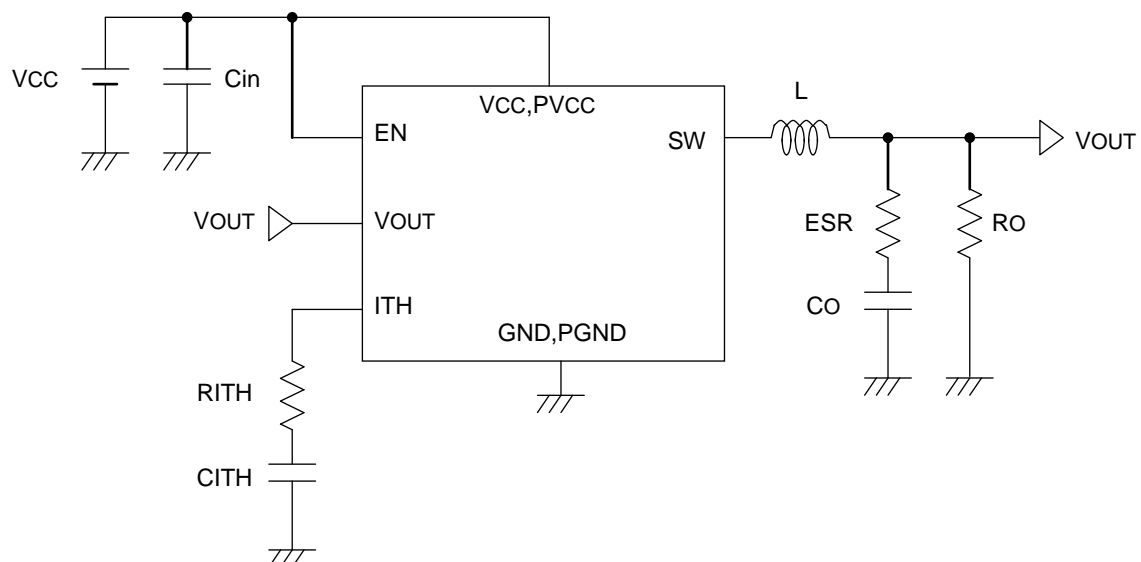 VCC
Cin
VCC,PVCC
EN
SW
L
VOUT
VOUT
VOUT
ESR
RO
ITH
CO
GND,PGND
RITH
CITH